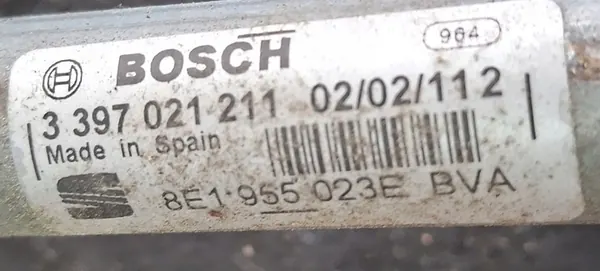 BOSCH 964
3 397 021 211 02/02/11 2
Made in Spain
8E1 955 023E BVA